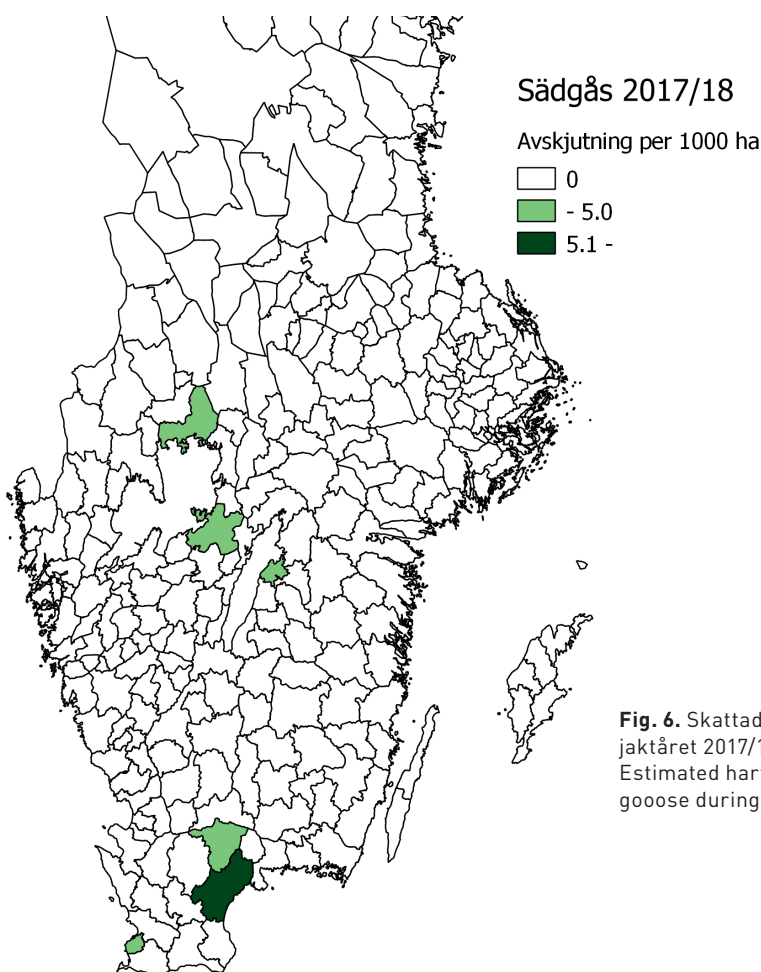 Sädgås 2017/18
Avskjutning per 1000 ha
0
- 5.0
5.1 -
Fig. 6. Skattad
jaktåret 2017/1
Estimated har
gooose during